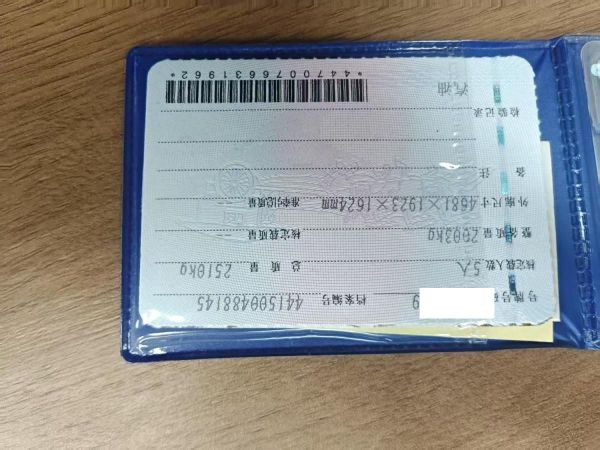 号牌号码 9 档案编号 441500488145
核定载人数 5人 总质量 2510kg
整备质量 2003kg 核定载质量
外廓尺寸 4681×1923×1624mm 准牵引总质量
备注
检验记录
汽油
*4470076631962*